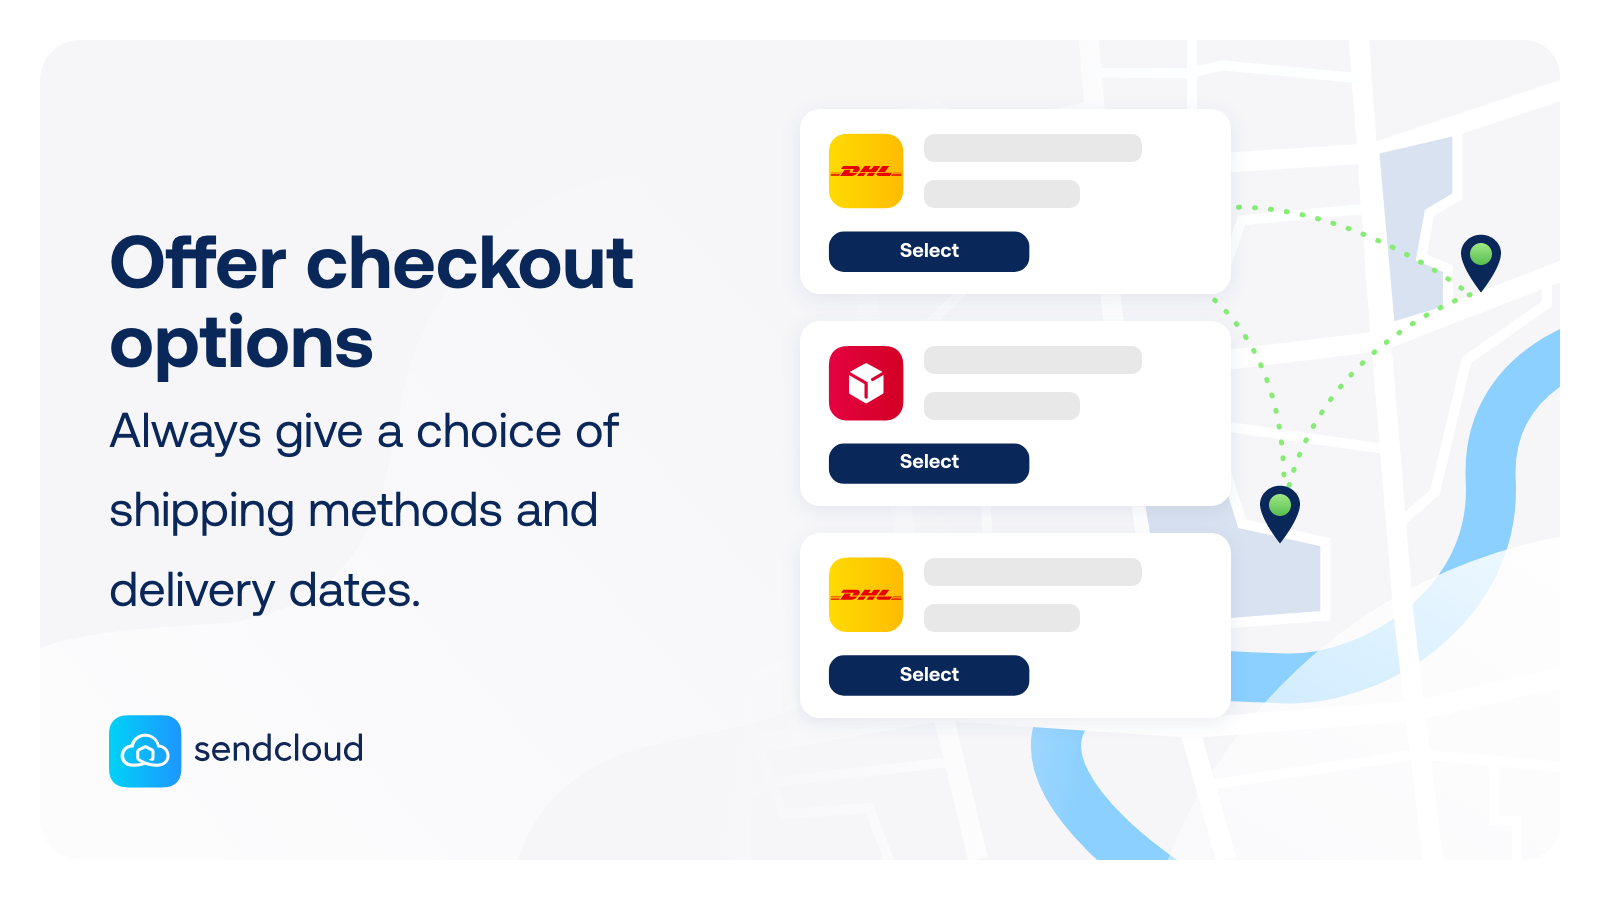 Offer checkout
options
Always give a choice of
shipping methods and
delivery dates.
sendcloud
DHL
Select
Select
DHL
Select